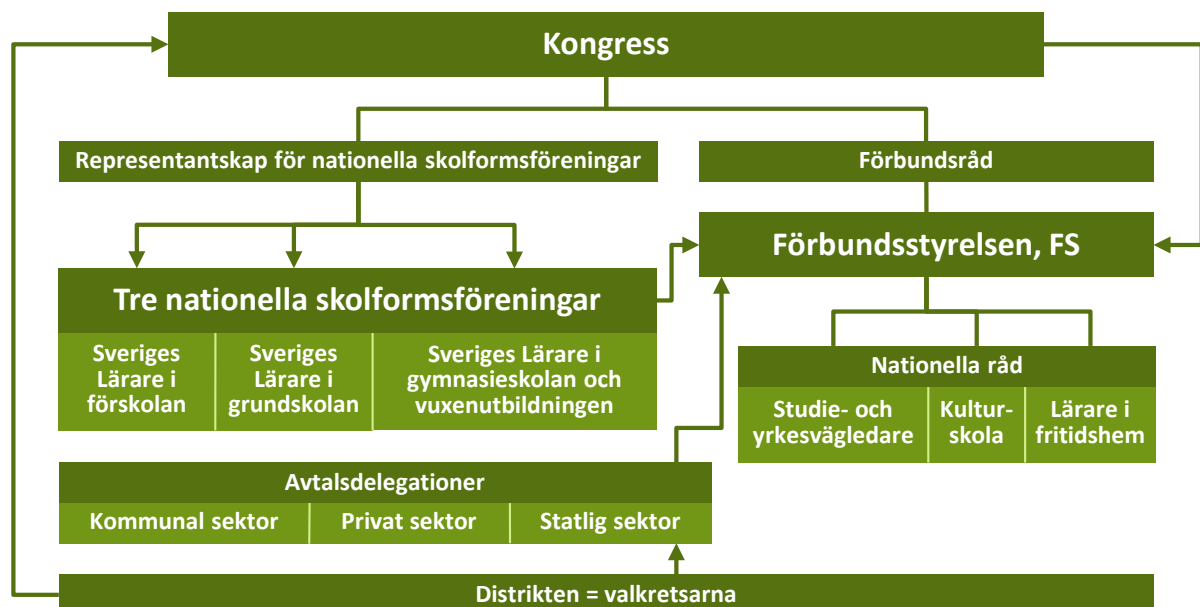 Kongress
Representantskap för nationella skolformsföreningar
Förbundsråd
Förbundsstyrelsen, FS
Tre nationella skolformsföreningar
Sveriges
Lärare i
förskolan
Sveriges
Lärare i
grundskolan
Sveriges Lärare i
gymnasieskolan och
vuxenutbildningen
Nationella råd
Studie- och
yrkesvägledare
Kultur-
skola
Lärare i
fritidshem
Avtalsdelegationer
Kommunal sektor
Privat sektor
Statlig sektor
Distrikten = valkretsarna